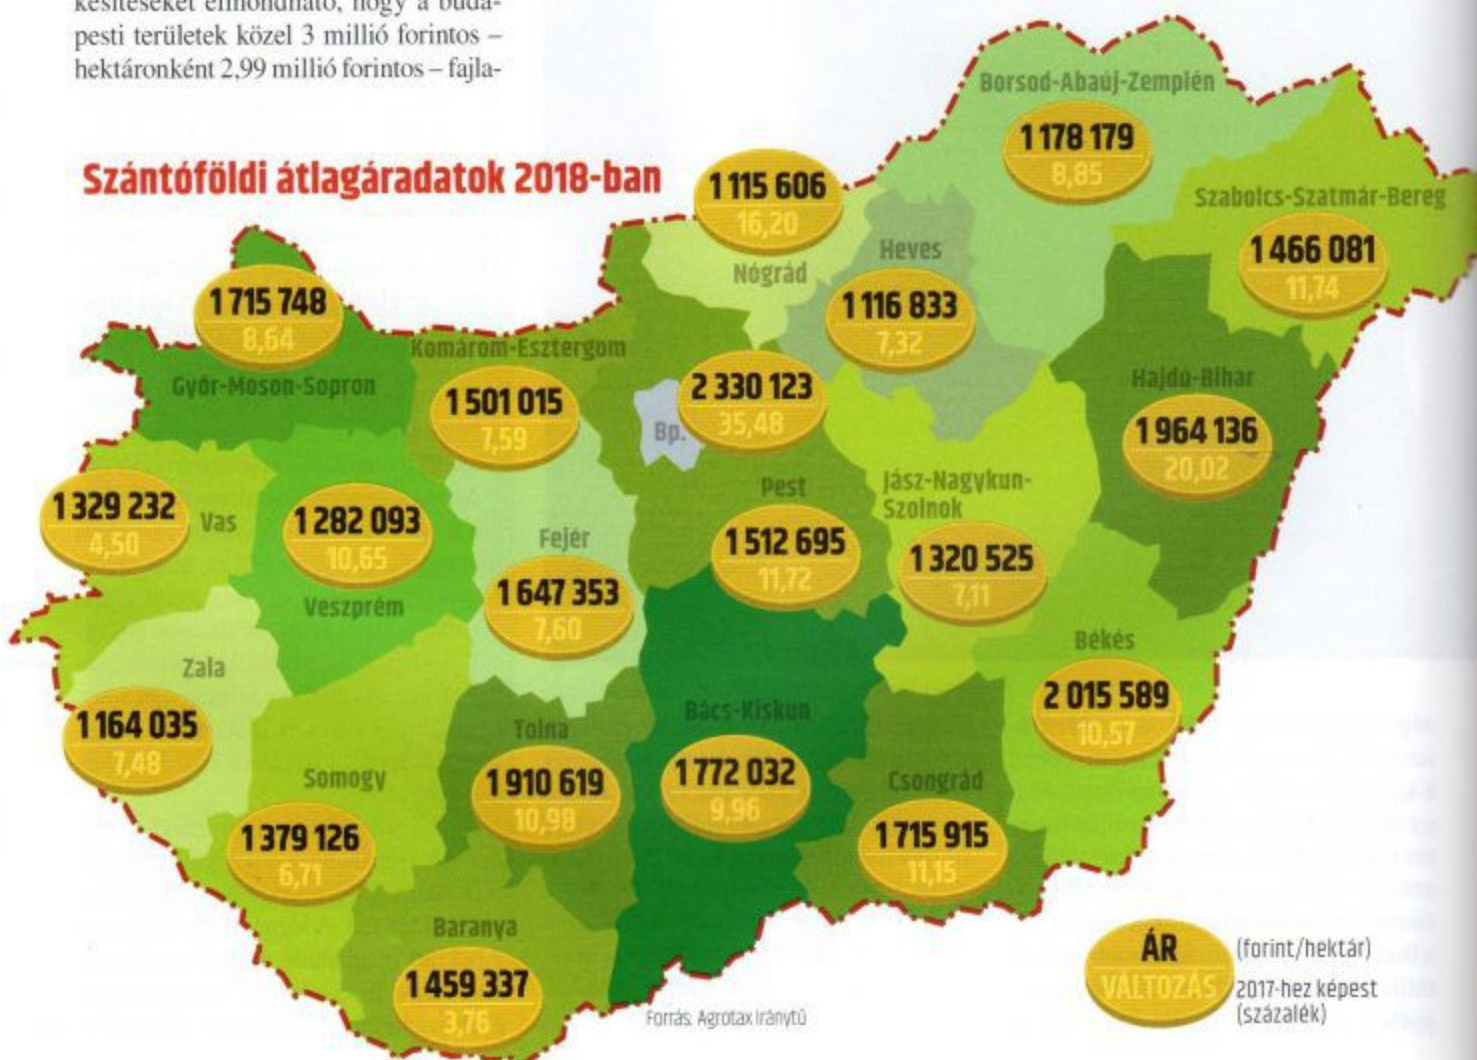 pesti területek közel 3 millió forintos –
hektáronként 2,99 millió forintos – fajla-
Szántóföldi átlagáradatok 2018-ban
Borsod-Abaúj-Zemplén
1 178 179
8,85
1 115 606
16,20
Nógrád
Szabolcs-Szatmár-Bereg
1 466 081
11,74
Heves
1 116 833
7,32
1 715 748
8,64
Győr-Moson-Sopron
Komárom-Esztergom
1 501 015
7,59
2 330 123
35,48
Bp.
Hajdú-Bihar
1 964 136
20,02
1 329 232
4,50
Vas
1 282 093
10,65
Veszprém
Fejér
1 647 353
7,60
Pest
1 512 695
11,72
Jász-Nagykun-
Szolnok
1 320 525
7,11
Békés
2 015 589
10,57
Zala
1 164 035
7,48
Somogy
1 379 126
6,71
Tolna
1 910 619
10,98
Bács-Kiskun
1 772 032
9,96
Csongrád
1 715 915
11,15
Baranya
1 459 337
3,76
Forrás: Agrotax Iránytű
ÁR
(forint/hektár)
VÁLTOZÁS
2017-hez képest
(százalék)